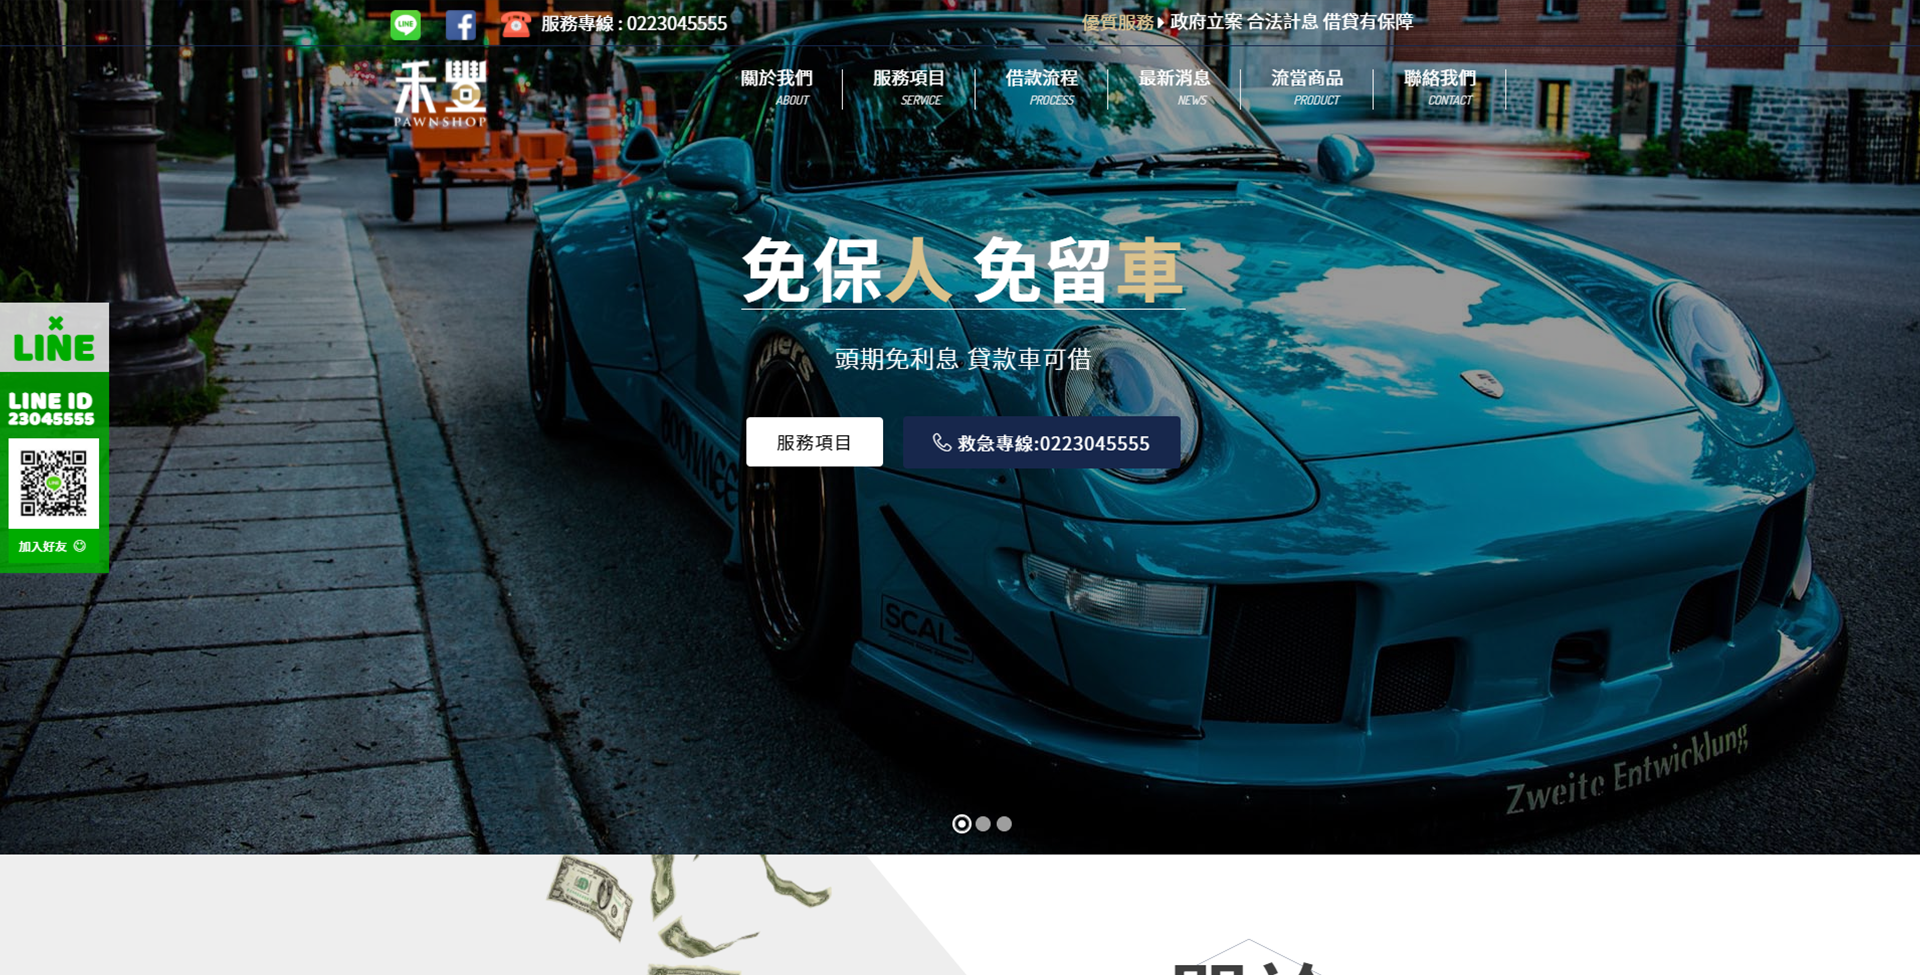 LINE
服務專線 : 0223045555
優質服務 政府立案 合法計息 借貸有保障
禾豐
PAWNSHOP
關於我們
ABOUT
服務項目
SERVICE
借款流程
PROCESS
最新消息
NEWS
流當商品
PRODUCT
聯絡我們
CONTACT
免保人 免留車
頭期免利息 貸款車可借
服務項目
救急專線:0223045555
LINE
LINE ID
23045555
加入好友
SCAL
Zweite Entwicklung